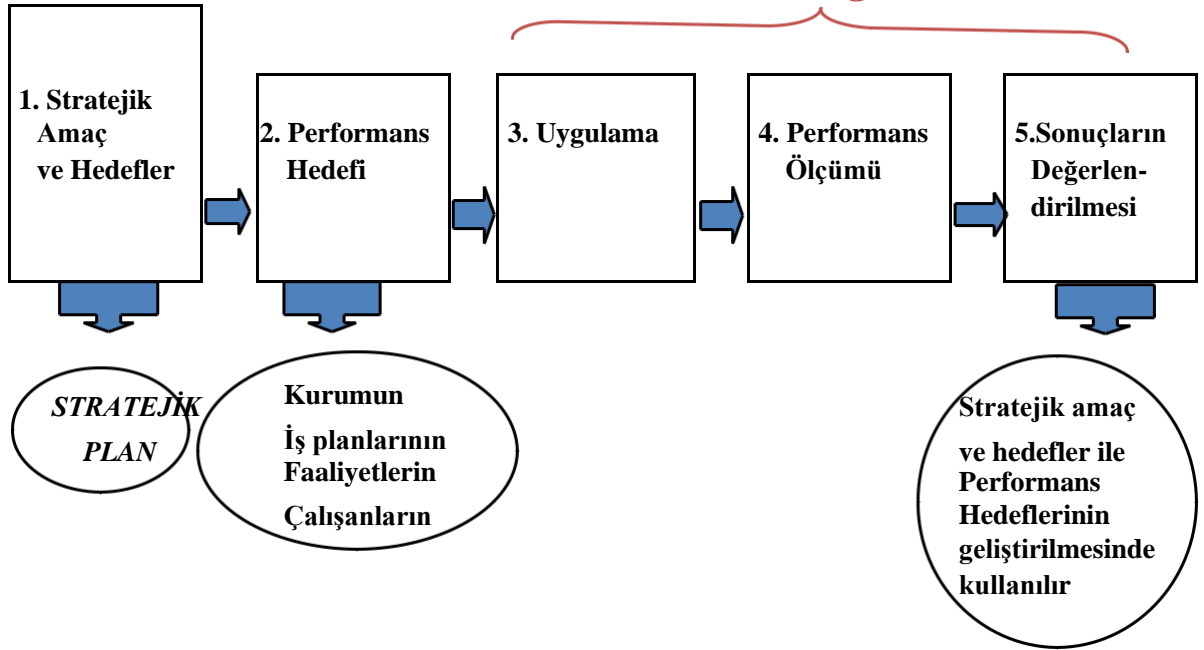 1. Stratejik
Amaç
ve Hedefler
2. Performans
Hedefi
3. Uygulama
4. Performans
Ölçümü
5.Sonuçların
Değerlen-
dirilmesi
STRATEJİK
PLAN
Kurumun
İş planlarının
Faaliyetlerin
Çalışanların
Stratejik amaç
ve hedefler ile
Performans
Hedeflerinin
geliştirilmesinde
kullanılır